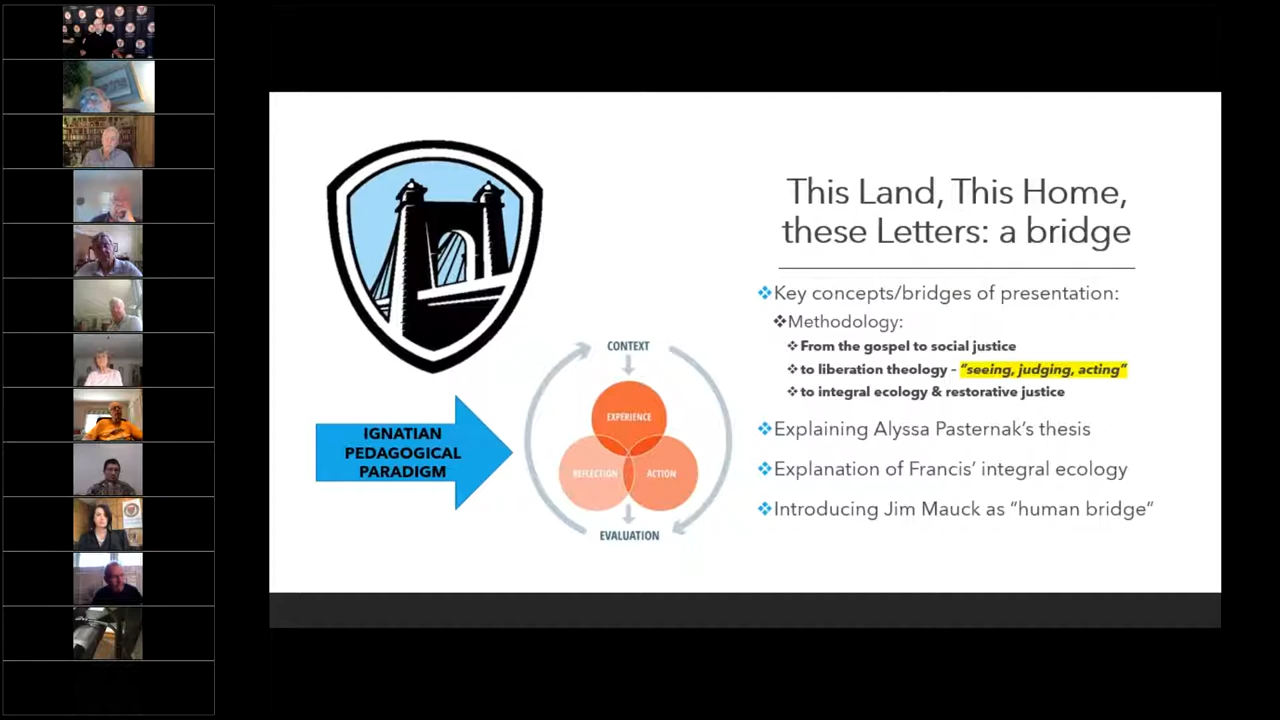 This Land, This Home,
these Letters: a bridge
❖Key concepts/bridges of presentation:
❖Methodology:
❖From the gospel to social justice
❖to liberation theology – “seeing, judging, acting”
❖to integral ecology & restorative justice
❖Explaining Alyssa Pasternak’s thesis
❖Explanation of Francis’ integral ecology
❖Introducing Jim Mauck as “human bridge”
IGNATIAN
PEDAGOGICAL
PARADIGM
CONTEXT
EXPERIENCE
REFLECTION
ACTION
EVALUATION